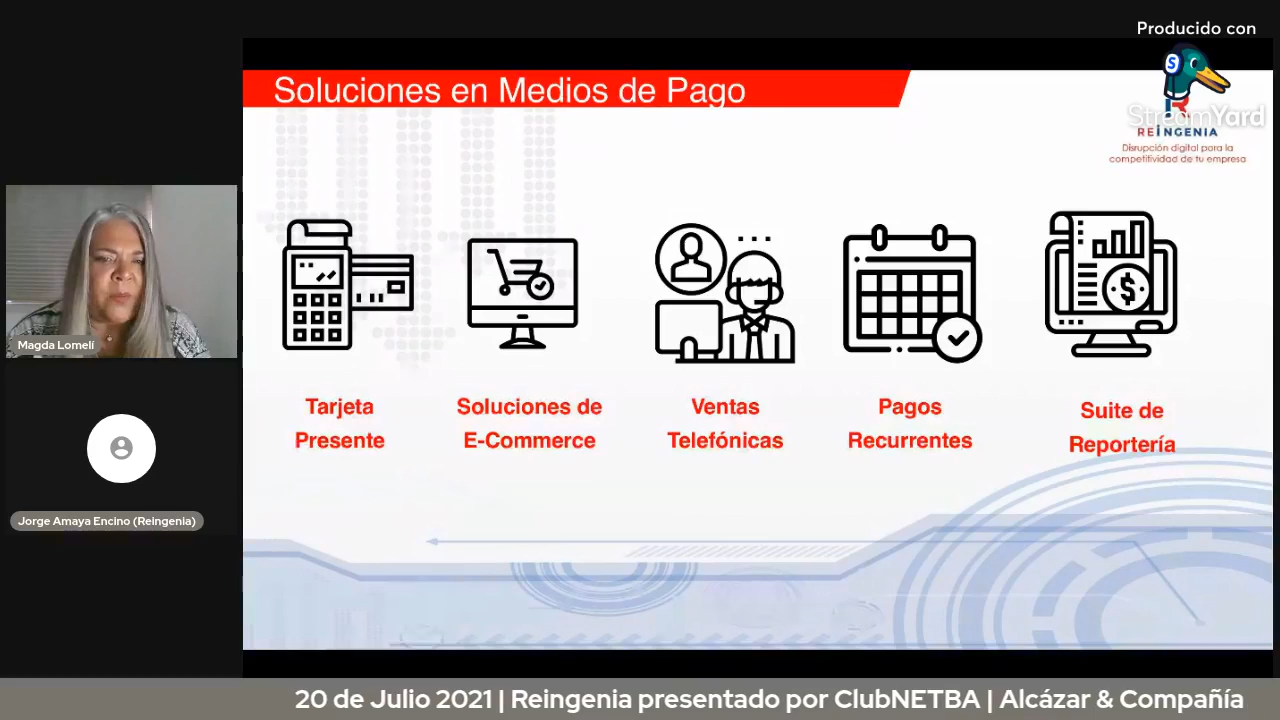 Producido con
StreamYard
Soluciones en Medios de Pago
REINGENIA
Disrupción digital para la
competitividad de tu empresa
Magda Lomelí
Jorge Amaya Encino (Reingenia)
Tarjeta
Presente
Soluciones de
E-Commerce
Ventas
Telefónicas
Pagos
Recurrentes
Suite de
Reportería
20 de Julio 2021 | Reingenia presentado por ClubNETBA | Alcázar & Compañía